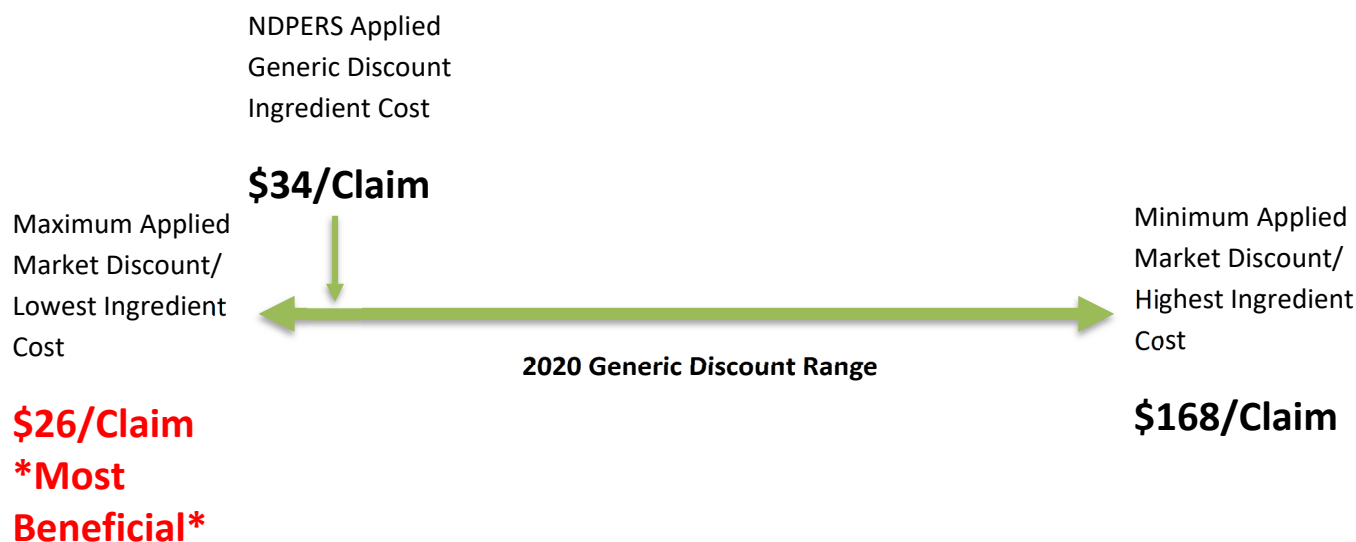 NDPERS Applied
Generic Discount
Ingredient Cost
$34/Claim
Maximum Applied
Market Discount/
Lowest Ingredient
Cost
$26/Claim
*Most
Beneficial*
2020 Generic Discount Range
Minimum Applied
Market Discount/
Highest Ingredient
Cost
$168/Claim